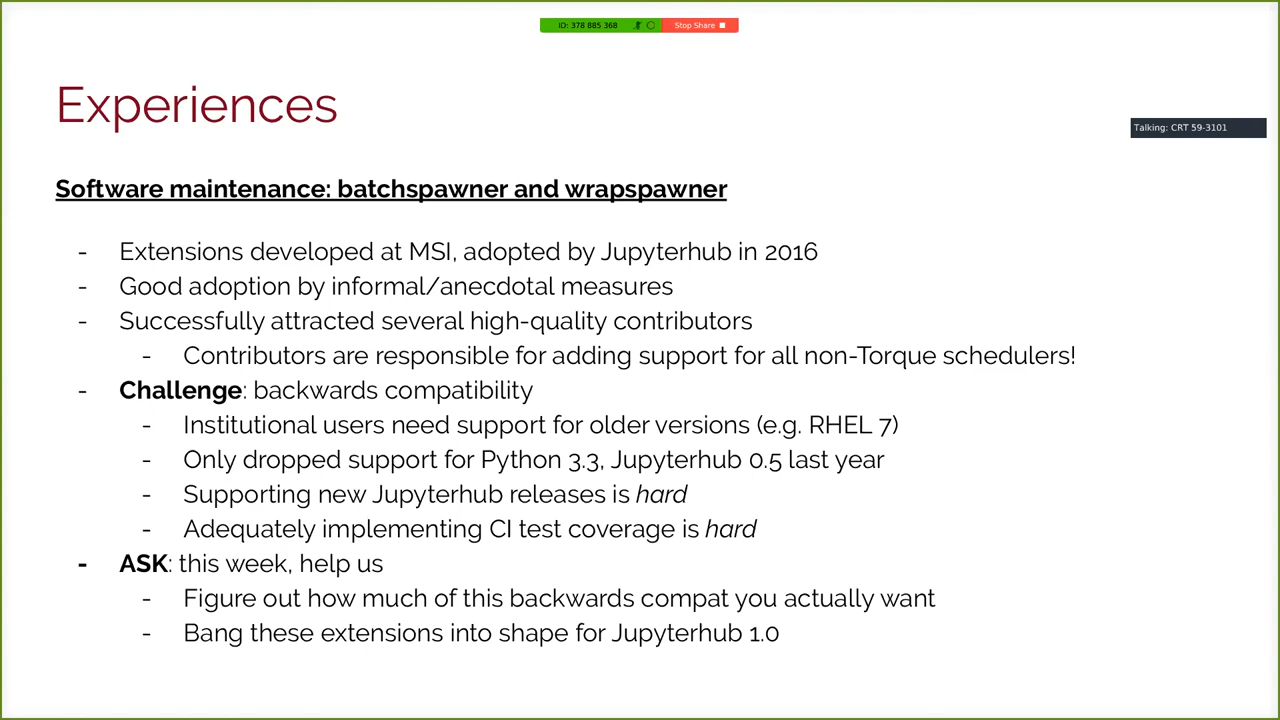 ID: 378 885 368 Stop Share
Experiences
Talking: CRT 59-3101
Software maintenance: batchspawner and wrapspawner
- Extensions developed at MSI, adopted by Jupyterhub in 2016
- Good adoption by informal/anecdotal measures
- Successfully attracted several high-quality contributors
- Contributors are responsible for adding support for all non-Torque schedulers!
- Challenge: backwards compatibility
- Institutional users need support for older versions (e.g. RHEL 7)
- Only dropped support for Python 3.3, Jupyterhub 0.5 last year
- Supporting new Jupyterhub releases is hard
- Adequately implementing CI test coverage is hard
- ASK: this week, help us
- Figure out how much of this backwards compat you actually want
- Bang these extensions into shape for Jupyterhub 1.0